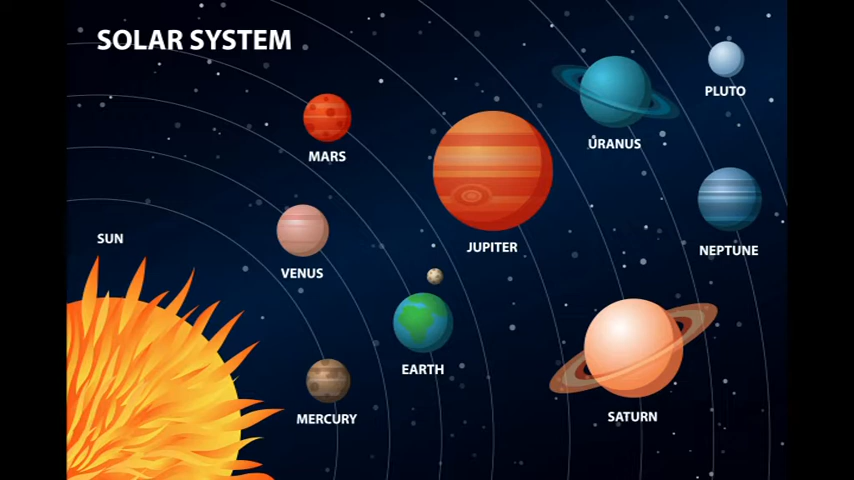 SOLAR SYSTEM
PLUTO
URANUS
MARS
SUN
JUPITER
NEPTUNE
VENUS
EARTH
MERCURY
SATURN